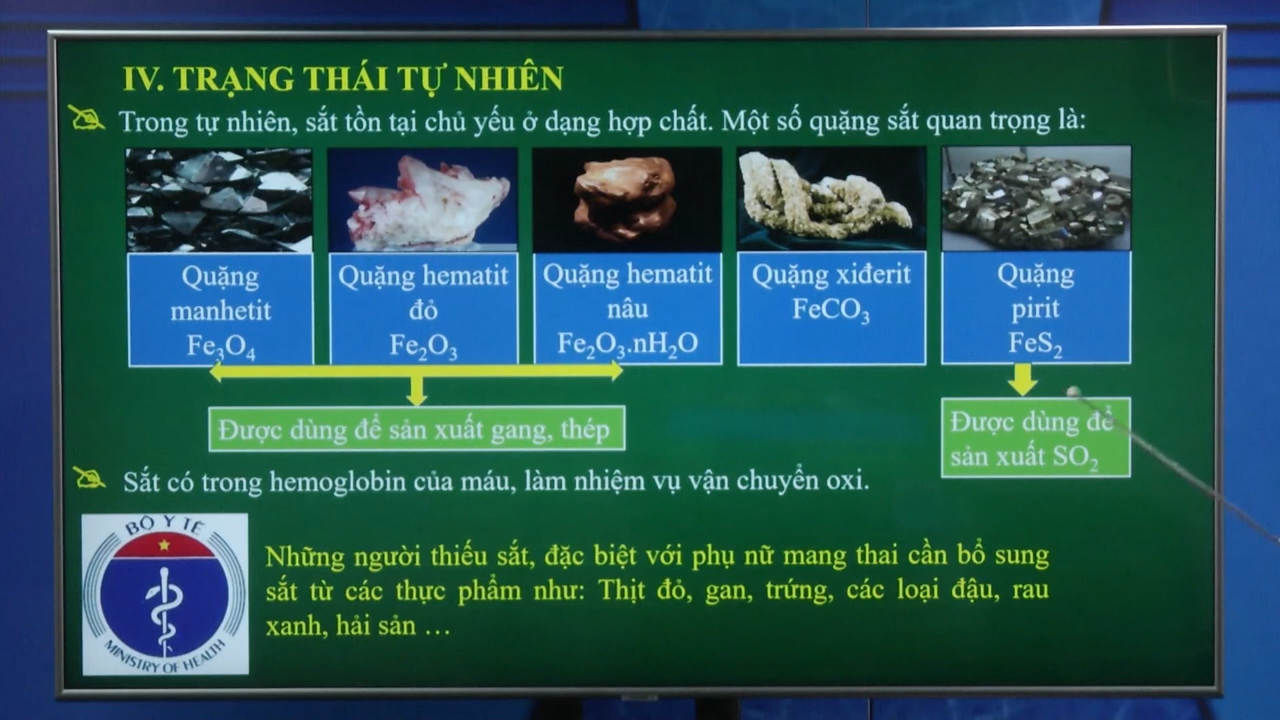 IV. TRẠNG THÁI TỰ NHIÊN
Trong tự nhiên, sắt tồn tại chủ yếu ở dạng hợp chất. Một số quặng sắt quan trọng là:
Quặng
manhetit
Fe₃O₄
Quặng hematit
đỏ
Fe₂O₃
Quặng hematit
nâu
Fe₂O₃.nH₂O
Quặng xiđerit
FeCO₃
Quặng
pirit
FeS₂
Được dùng để sản xuất gang, thép
Được dùng để
sản xuất SO₂
Sắt có trong hemoglobin của máu, làm nhiệm vụ vận chuyển oxi.
BỘ Y TẾ
MINISTRY OF HEALTH
Những người thiếu sắt, đặc biệt với phụ nữ mang thai cần bổ sung
sắt từ các thực phẩm như: Thịt đỏ, gan, trứng, các loại đậu, rau
xanh, hải sản …